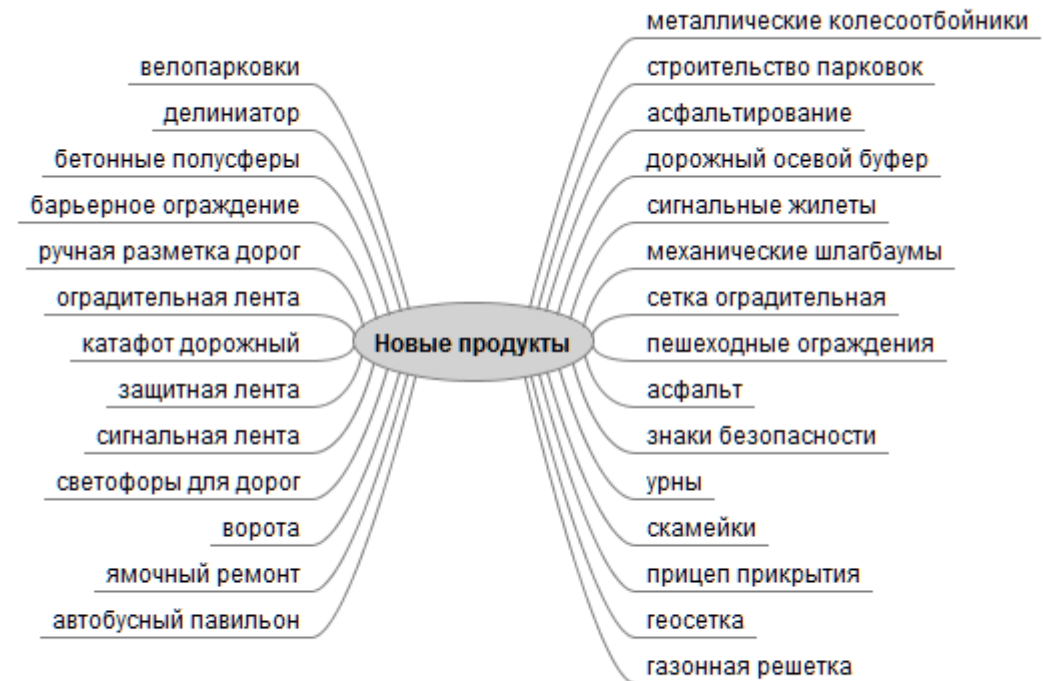 велопарковки
делиниатор
бетонные полусферы
барьерное ограждение
ручная разметка дорог
оградительная лента
катафот дорожный
защитная лента
сигнальная лента
светофоры для дорог
ворота
ямочный ремонт
автобусный павильон
Новые продукты
металлические колесоотбойники
строительство парковок
асфальтирование
дорожный осевой буфер
сигнальные жилеты
механические шлагбаумы
сетка оградительная
пешеходные ограждения
асфальт
знаки безопасности
урны
скамейки
прицеп прикрытия
геосетка
газонная решетка